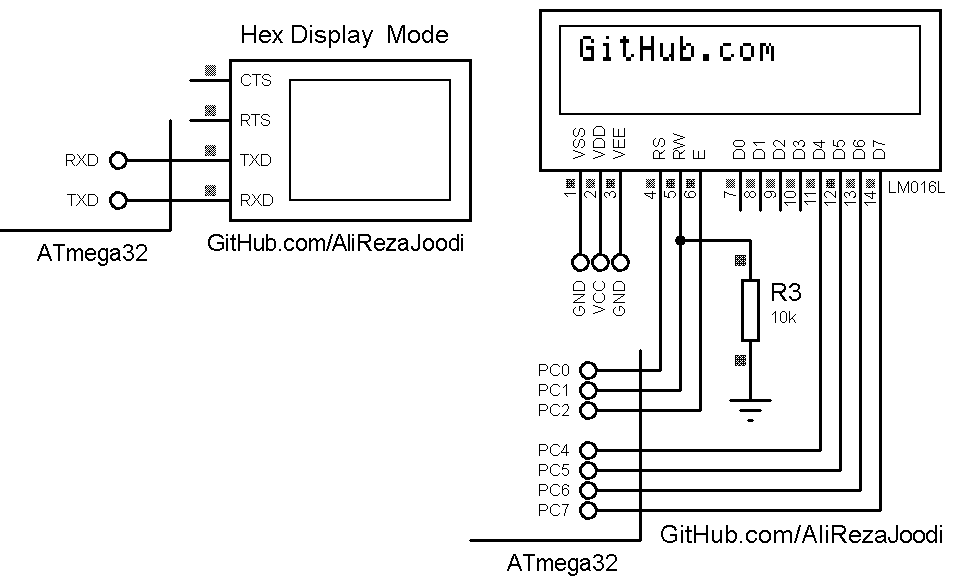 Hex Display  Mode
CTS
RTS
RXD
TXD
TXD
RXD
GitHub.com/AliRezaJoodi
ATmega32
GitHub.com
VSS
VDD
VEE
RS
RW
E
D0
D1
D2
D3
D4
D5
D6
D7
1
2
3
4
5
6
7
8
9
10
11
12
13
14
LM016L
GND
VCC
GND
R3
10k
PC0
PC1
PC2
PC4
PC5
PC6
PC7
GitHub.com/AliRezaJoodi
ATmega32